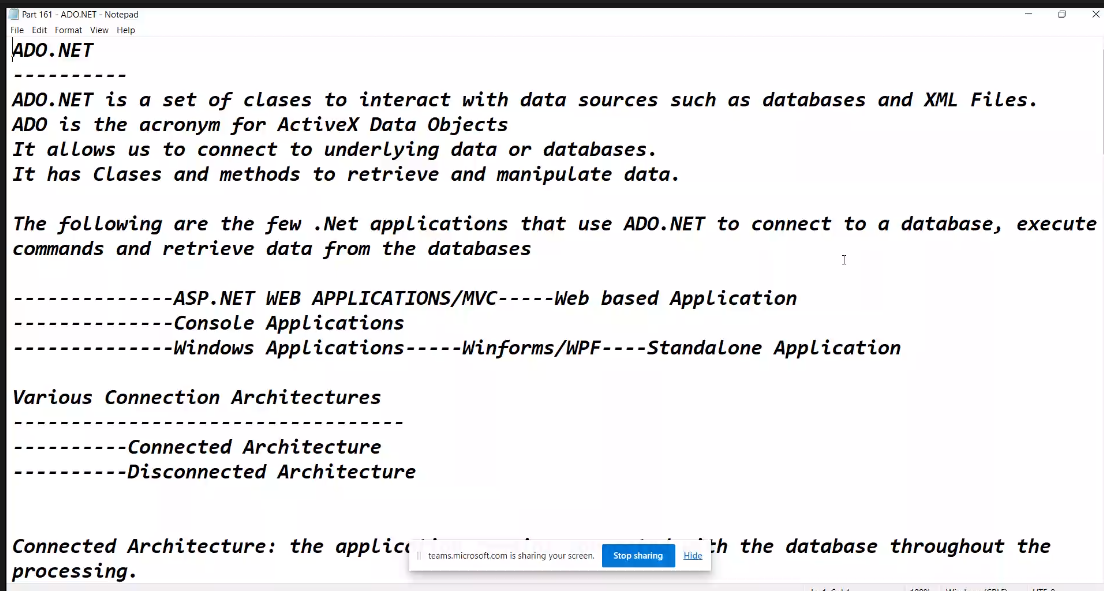 Part 161 - ADO.NET - Notepad
File Edit Format View Help
ADO.NET
----------
ADO.NET is a set of clases to interact with data sources such as databases and XML Files.
ADO is the acronym for ActiveX Data Objects
It allows us to connect to underlying data or databases.
It has Clases and methods to retrieve and manipulate data.
The following are the few .Net applications that use ADO.NET to connect to a database, execute
commands and retrieve data from the databases
--------------ASP.NET WEB APPLICATIONS/MVC-----Web based Application
--------------Console Applications
--------------Windows Applications-----Winforms/WPF----Standalone Application
Various Connection Architectures
----------------------------------
----------Connected Architecture
----------Disconnected Architecture
Connected Architecture: the the database throughout the
teams.microsoft.com is sharing your screen. Stop sharing Hide
processing.